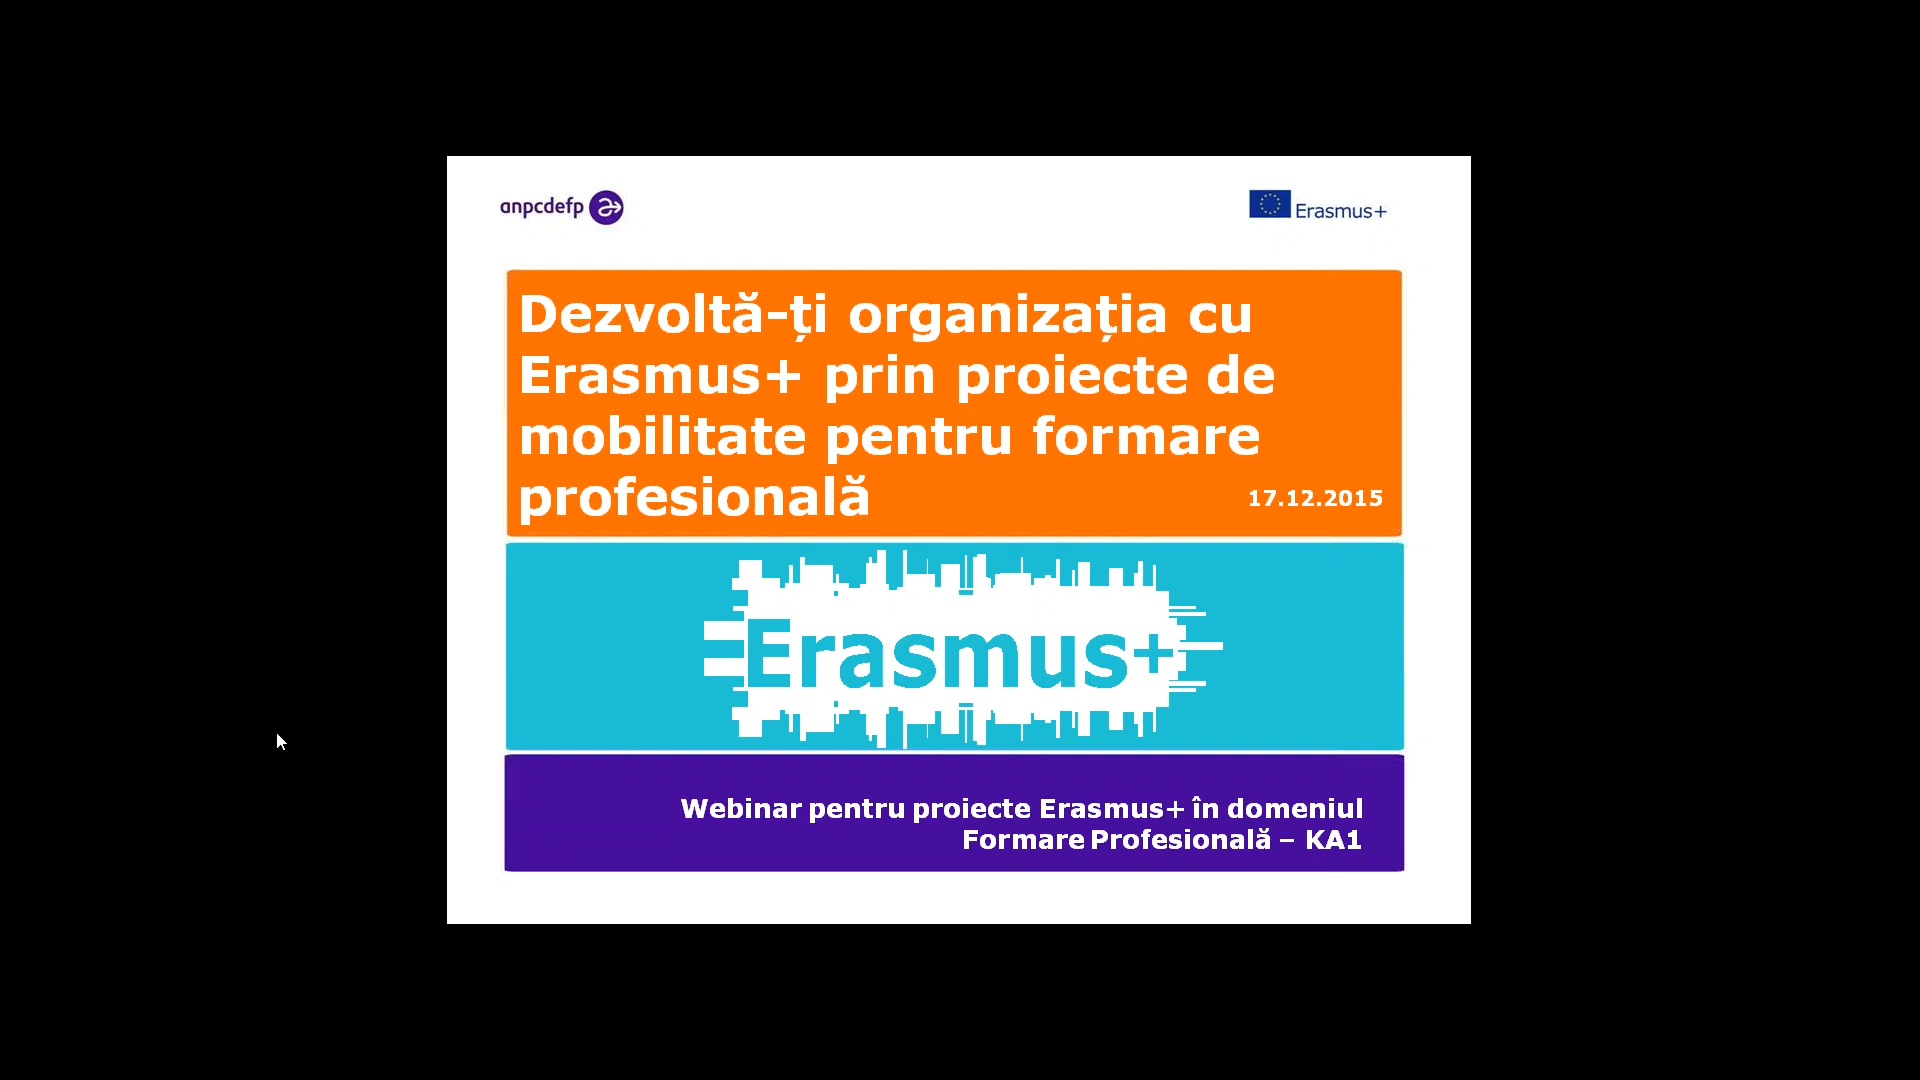 anpcdefp
Erasmus+
Dezvoltă-ți organizația cu
Erasmus+ prin proiecte de
mobilitate pentru formare
profesională
17.12.2015
Erasmus+
Webinar pentru proiecte Erasmus+ în domeniul
Formare Profesională – KA1